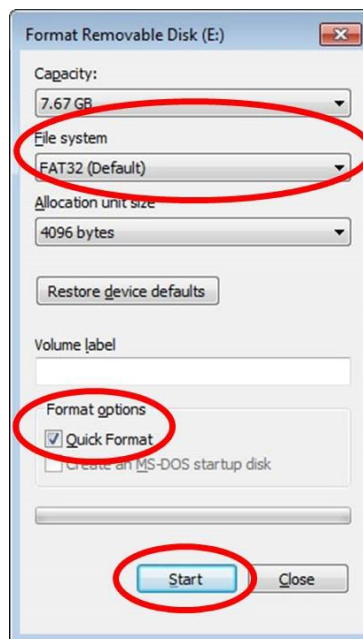 Format Removable Disk (E:)
Capacity:
7.67 GB
File system
FAT32 (Default)
Allocation unit size
4096 bytes
Restore device defaults
Volume label
Format options
Quick Format
Create an MS-DOS startup disk
Start
Close